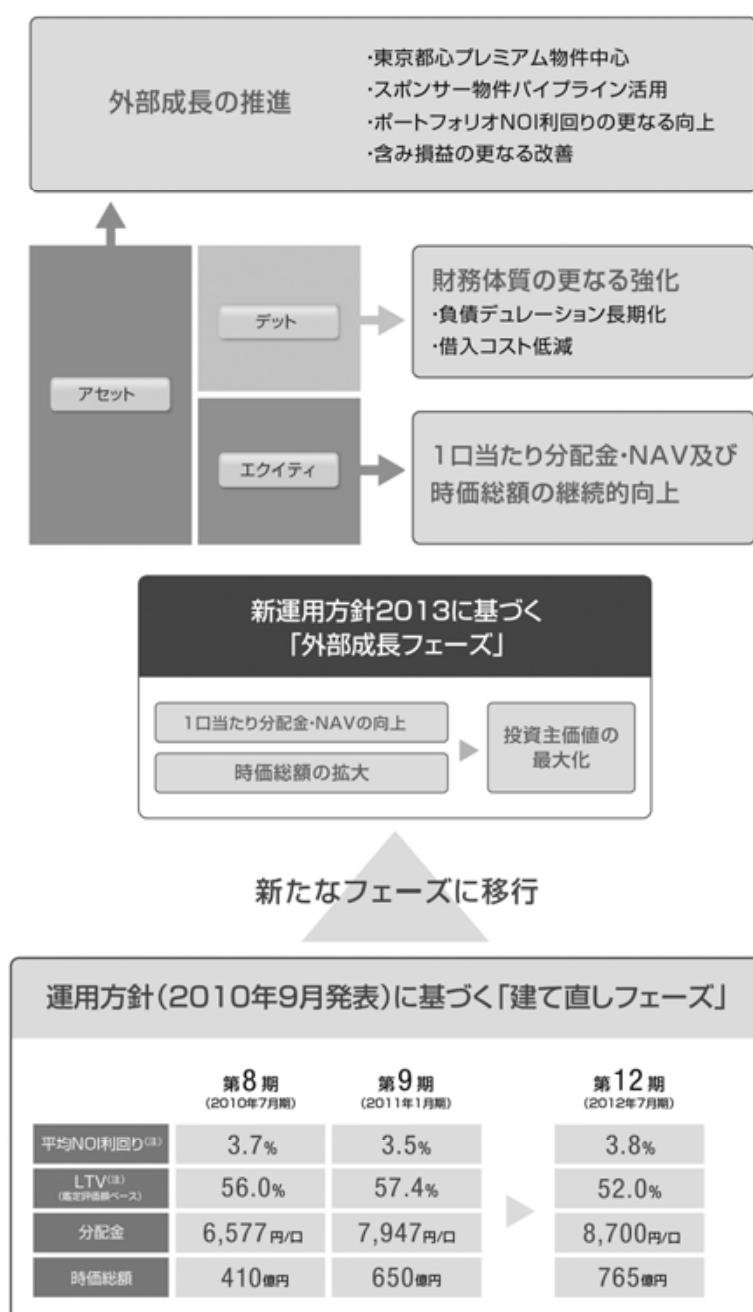 外部成長の推進
・東京都心プレミアム物件中心
・スポンサー物件パイプライン活用
・ポートフォリオNOI利回りの更なる向上
・含み損益の更なる改善
アセット
デット
財務体質の更なる強化
・負債デュレーション長期化
・借入コスト低減
エクイティ
1口当たり分配金・NAV及び
時価総額の継続的向上
新運用方針2013に基づく
「外部成長フェーズ」
1口当たり分配金・NAVの向上
時価総額の拡大
投資主価値の
最大化
新たなフェーズに移行
運用方針(2010年9月発表)に基づく「建て直しフェーズ」
第8期 第9期 第12期
(2010年7月期) (2011年1月期) (2012年7月期)
平均NOI利回り(注) 3.7% 3.5% 3.8%
LTV(注) 56.0% 57.4% 52.0%
(鑑定評価額ベース)
分配金 6,577円/口 7,947円/口 8,700円/口
時価総額 410億円 650億円 765億円